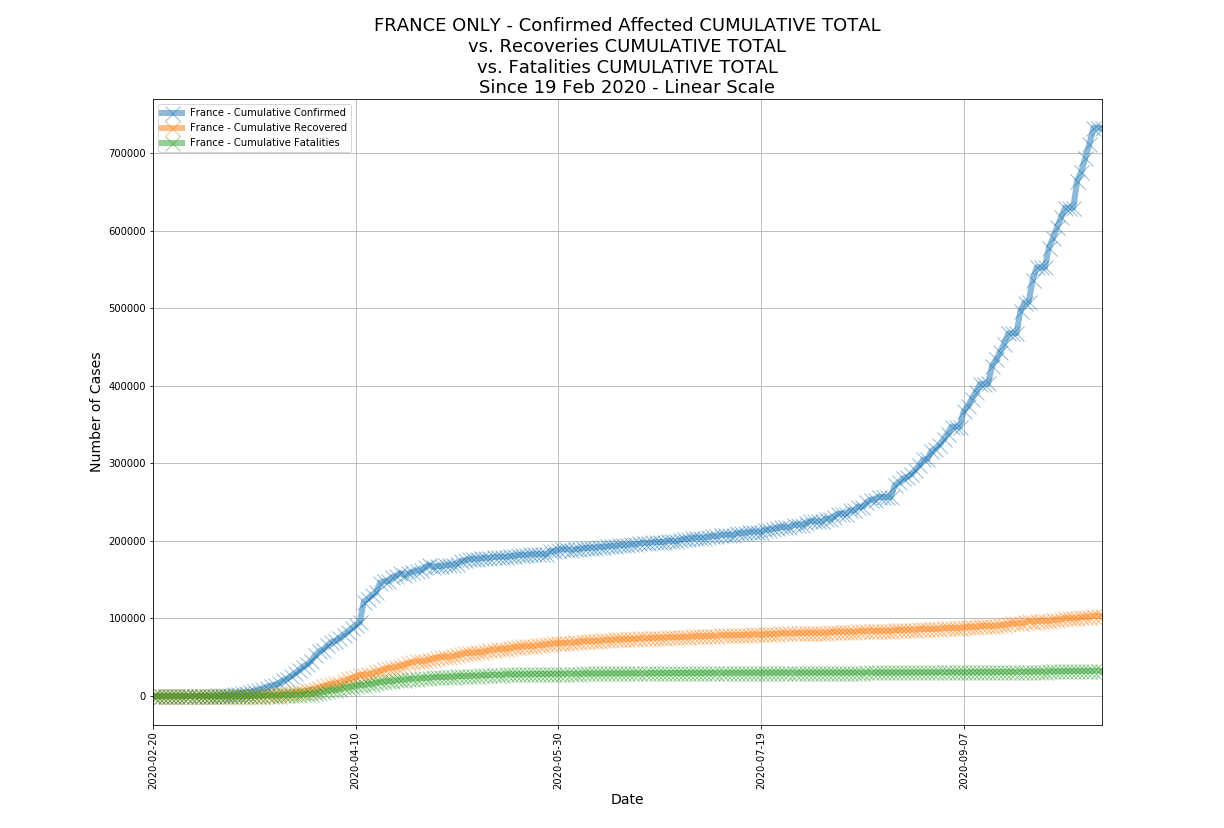 FRANCE ONLY - Confirmed Affected CUMULATIVE TOTAL
vs. Recoveries CUMULATIVE TOTAL
vs. Fatalities CUMULATIVE TOTAL
Since 19 Feb 2020 - Linear Scale
France - Cumulative Confirmed
France - Cumulative Recovered
France - Cumulative Fatalities
Number of Cases
700000
600000
500000
400000
300000
200000
100000
0
2020-02-20
2020-04-10
2020-05-30
2020-07-19
2020-09-07
Date